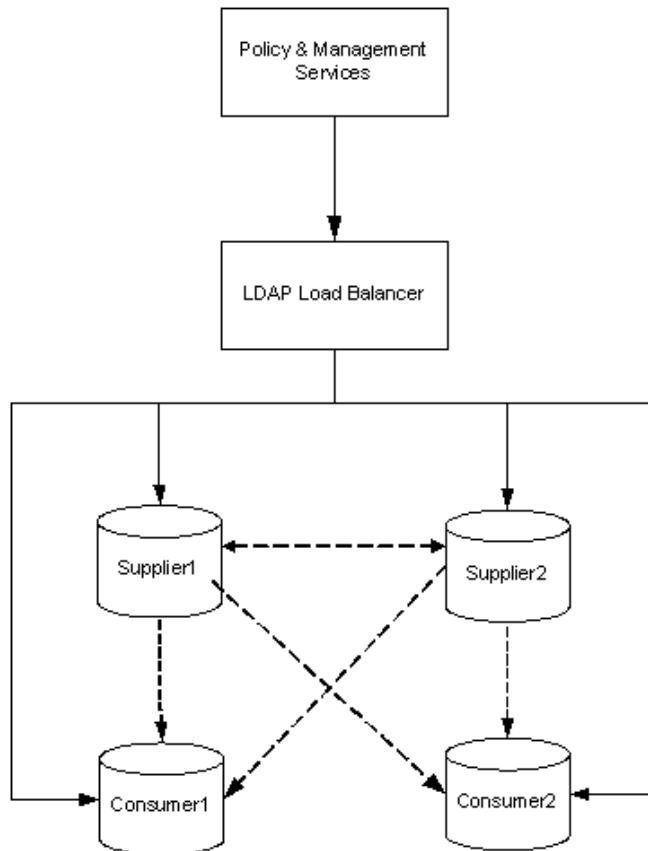 Policy & Management
Services
LDAP Load Balancer
Supplier1
Supplier2
Consumer1
Consumer2